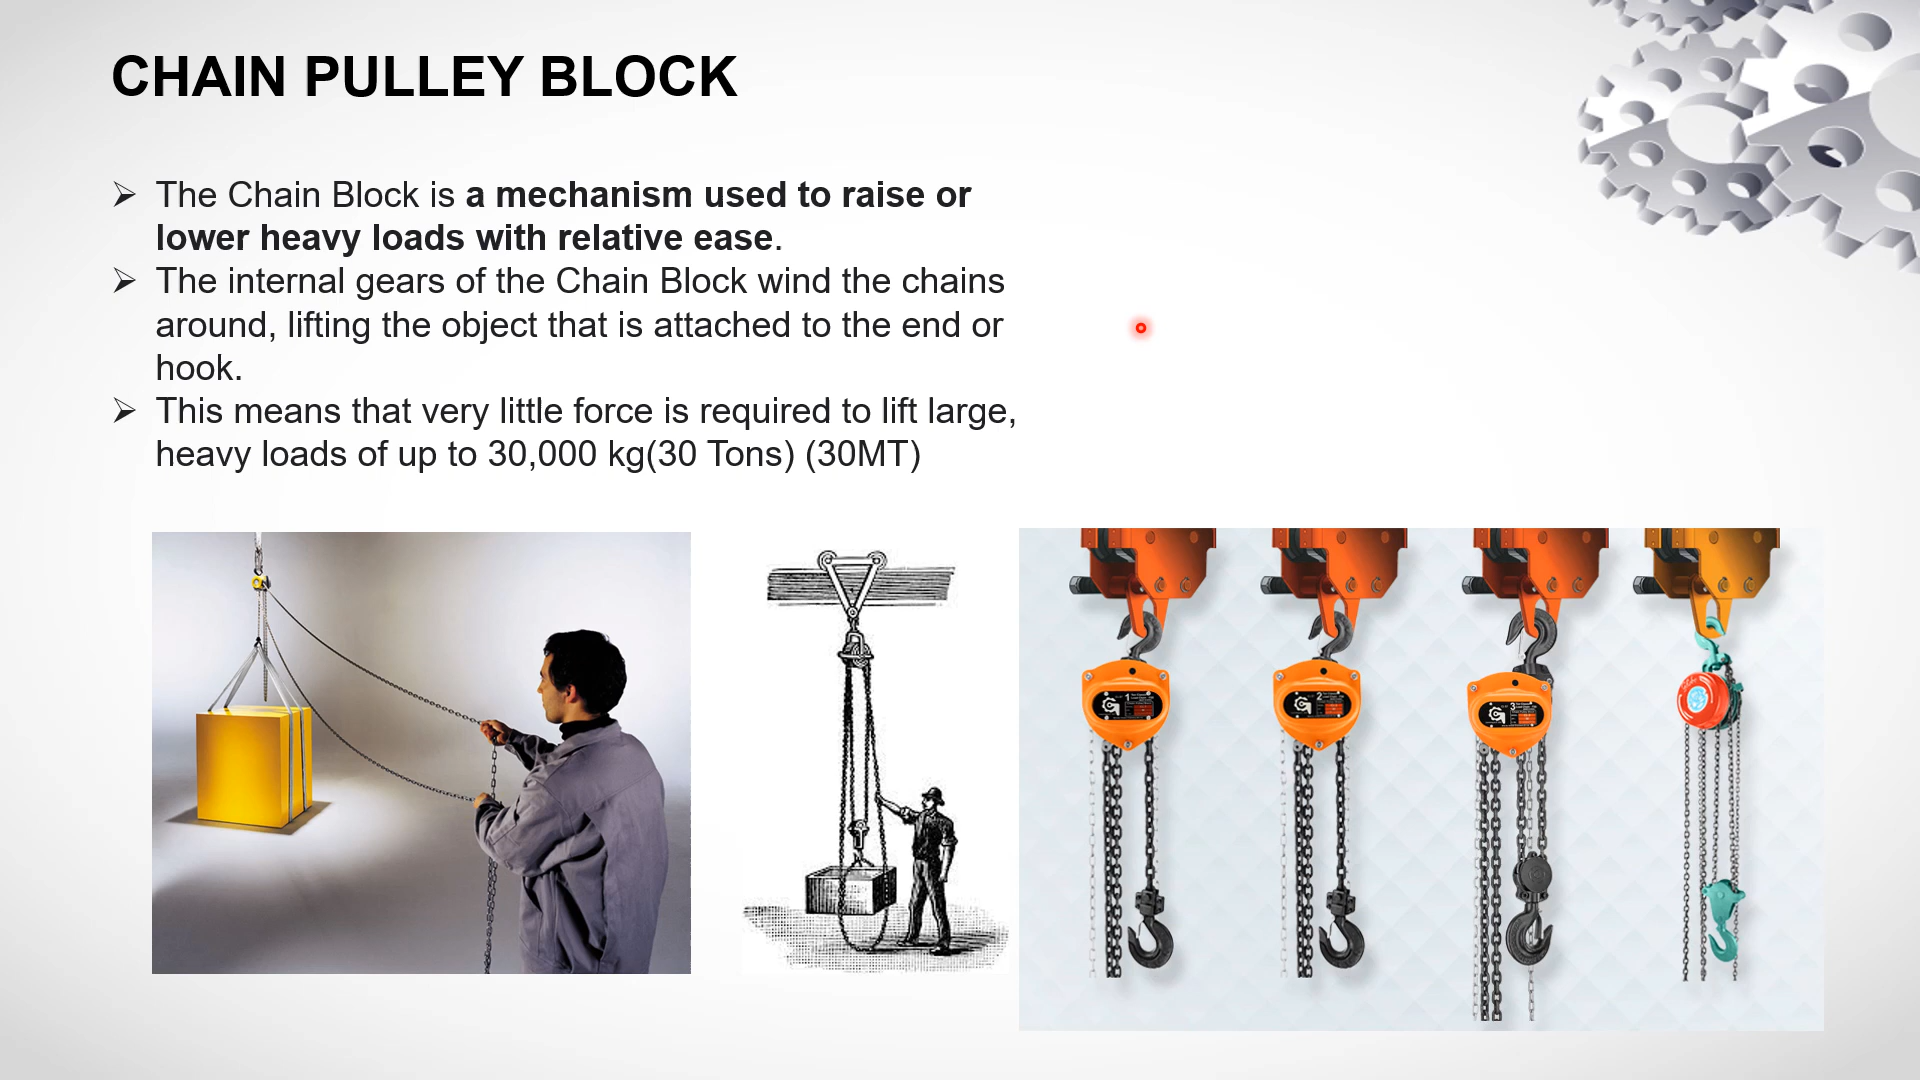 CHAIN PULLEY BLOCK
The Chain Block is a mechanism used to raise or
lower heavy loads with relative ease.
The internal gears of the Chain Block wind the chains
around, lifting the object that is attached to the end or
hook.
This means that very little force is required to lift large,
heavy loads of up to 30,000 kg(30 Tons) (30MT)
1
2
3